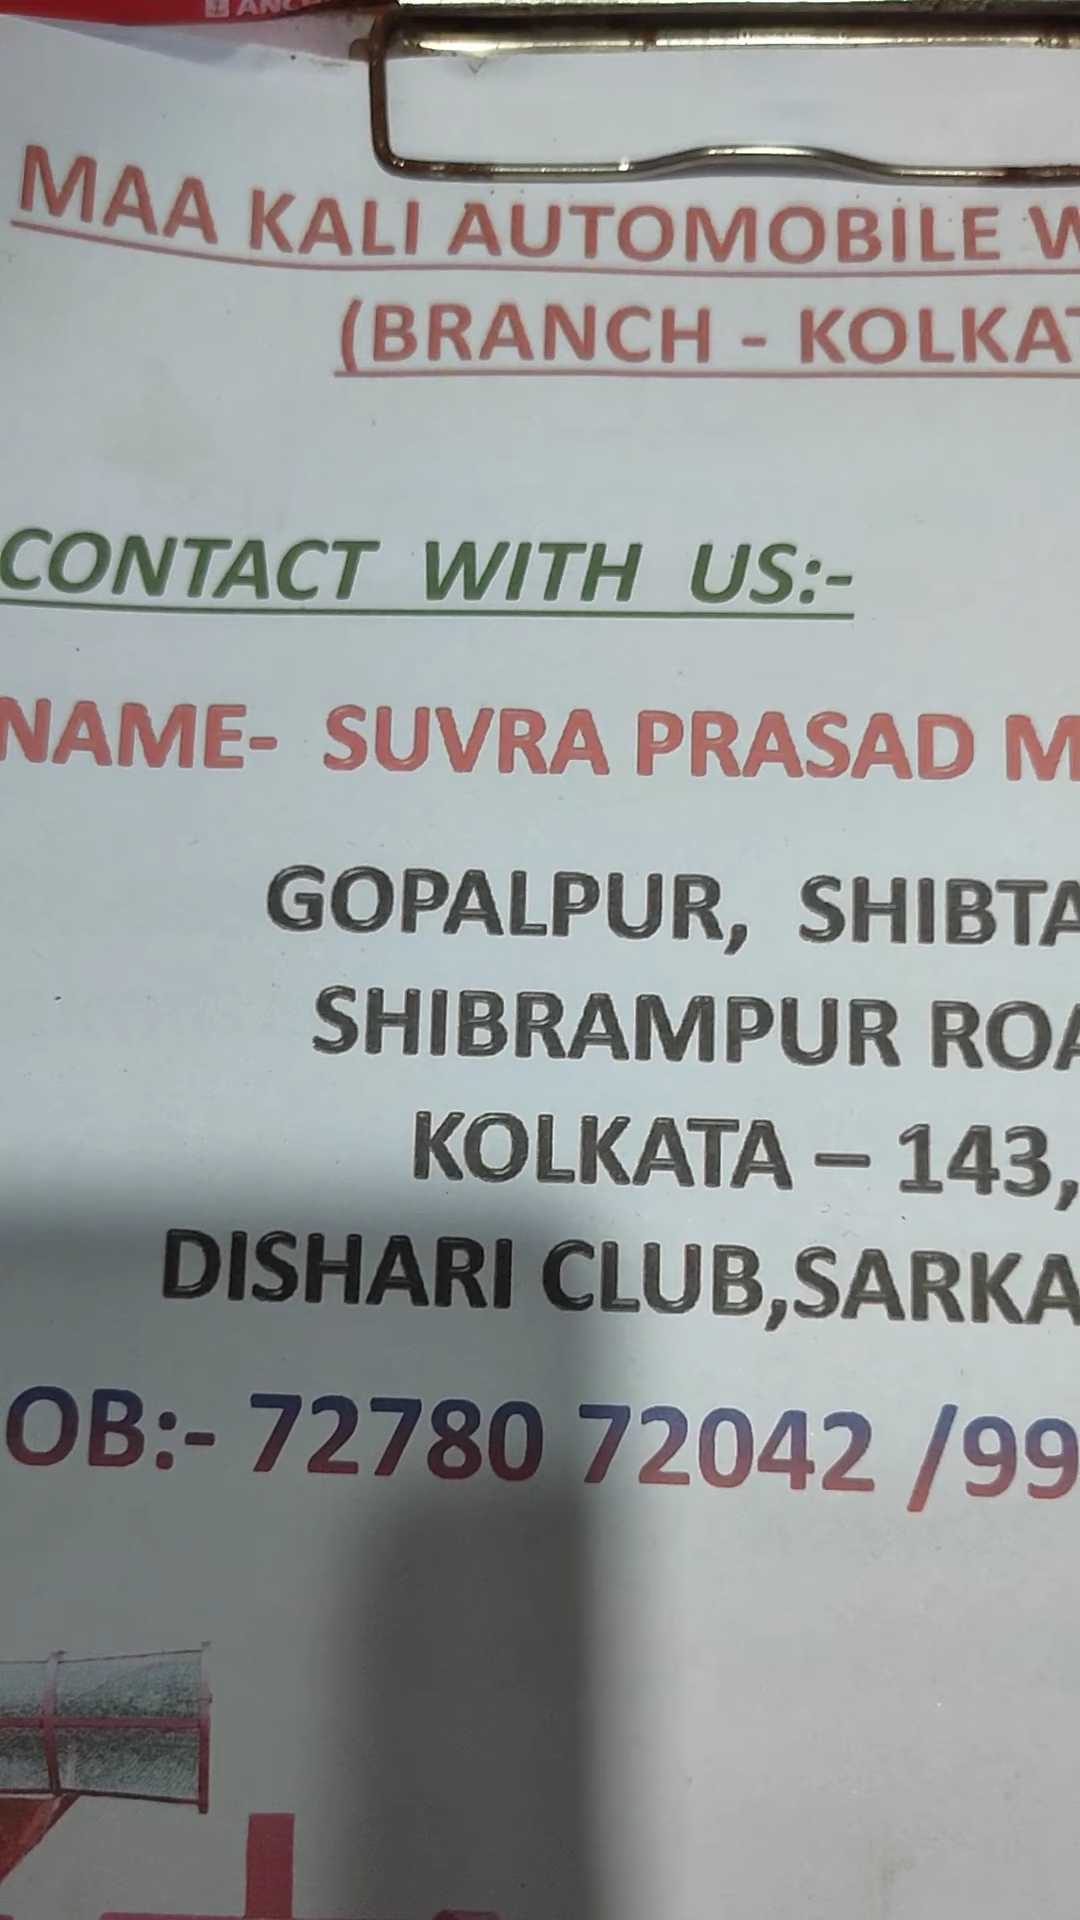 MAA KALI AUTOMOBILE
(BRANCH - KOLKAT
CONTACT WITH US:-
NAME- SUVRA PRASAD M
GOPALPUR, SHIBTA
SHIBRAMPUR ROA
KOLKATA – 143,
DISHARI CLUB,SARKA
OB:- 72780 72042 /99